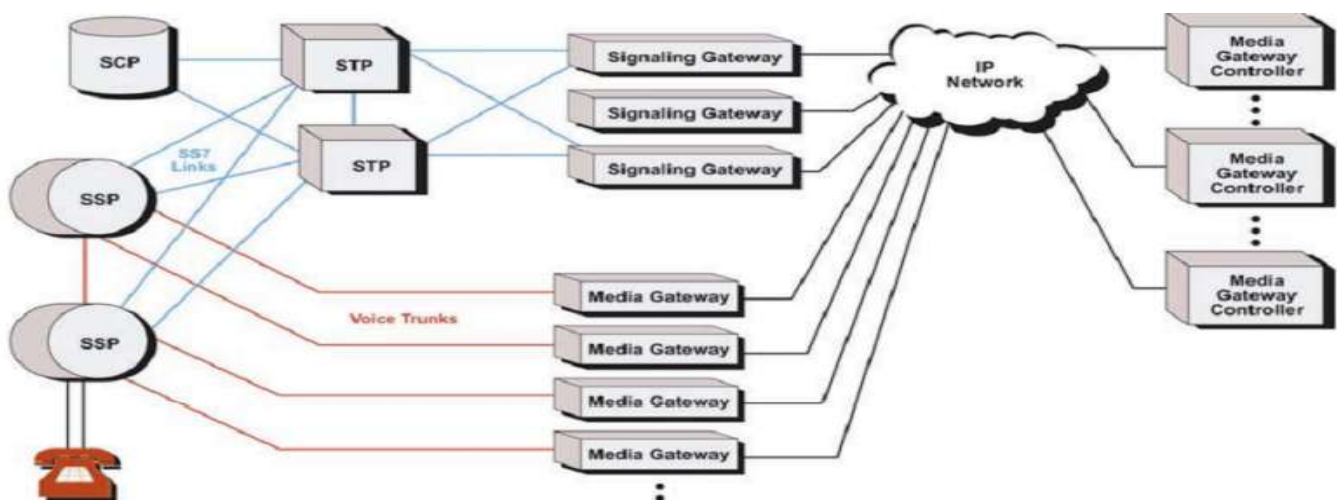 SCP
STP
Signaling Gateway
IP
Network
Media
Gateway
Controller
Signaling Gateway
SS7
Links
STP
Signaling Gateway
Media
Gateway
Controller
SSP
Media
Gateway
Controller
Media Gateway
Voice Trunks
SSP
Media Gateway
Media Gateway
Media Gateway